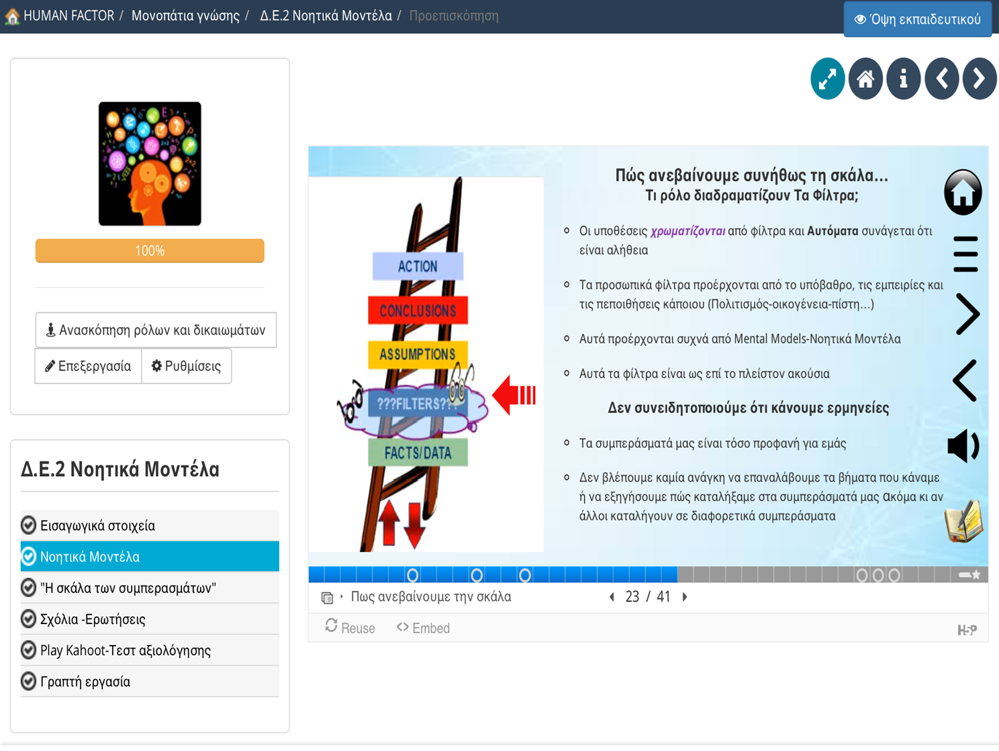 HUMAN FACTOR / Μονοπάτια γνώσης / Δ.Ε.2 Νοητικά Μοντέλα / Προεπισκόπηση
Όψη εκπαιδευτικού
100%
Ανασκόπηση ρόλων και δικαιωμάτων
Επεξεργασία
Ρυθμίσεις
Δ.Ε.2 Νοητικά Μοντέλα
Εισαγωγικά στοιχεία
Νοητικά Μοντέλα
"Η σκάλα των συμπερασμάτων"
Σχόλια -Ερωτήσεις
Play Kahoot-Τεστ αξιολόγησης
Γραπτή εργασία
ACTION
CONCLUSIONS
ASSUMPTIONS
???FILTERS???
FACTS/DATA
Πώς ανεβαίνουμε συνήθως τη σκάλα...
Τι ρόλο διαδραματίζουν Τα Φίλτρα;
Οι υποθέσεις χρωματίζονται από φίλτρα και Αυτόματα συνάγεται ότι
είναι αλήθεια
Τα προσωπικά φίλτρα προέρχονται από το υπόβαθρο, τις εμπειρίες και
τις πεποιθήσεις κάποιου (Πολιτισμός-οικογένεια-πίστη...)
Αυτά προέρχονται συχνά από Mental Models-Νοητικά Μοντέλα
Αυτά τα φίλτρα είναι ως επί το πλείστον ακούσια
Δεν συνειδητοποιούμε ότι κάνουμε ερμηνείες
Τα συμπεράσματά μας είναι τόσο προφανή για εμάς
Δεν βλέπουμε καμία ανάγκη να επαναλάβουμε τα βήματα που κάναμε
ή να εξηγήσουμε πώς καταλήξαμε στα συμπεράσματά μας ακόμα κι αν
άλλοι καταλήγουν σε διαφορετικά συμπεράσματα
Πως ανεβαίνουμε την σκάλα
23 / 41
Reuse
Embed
H5P